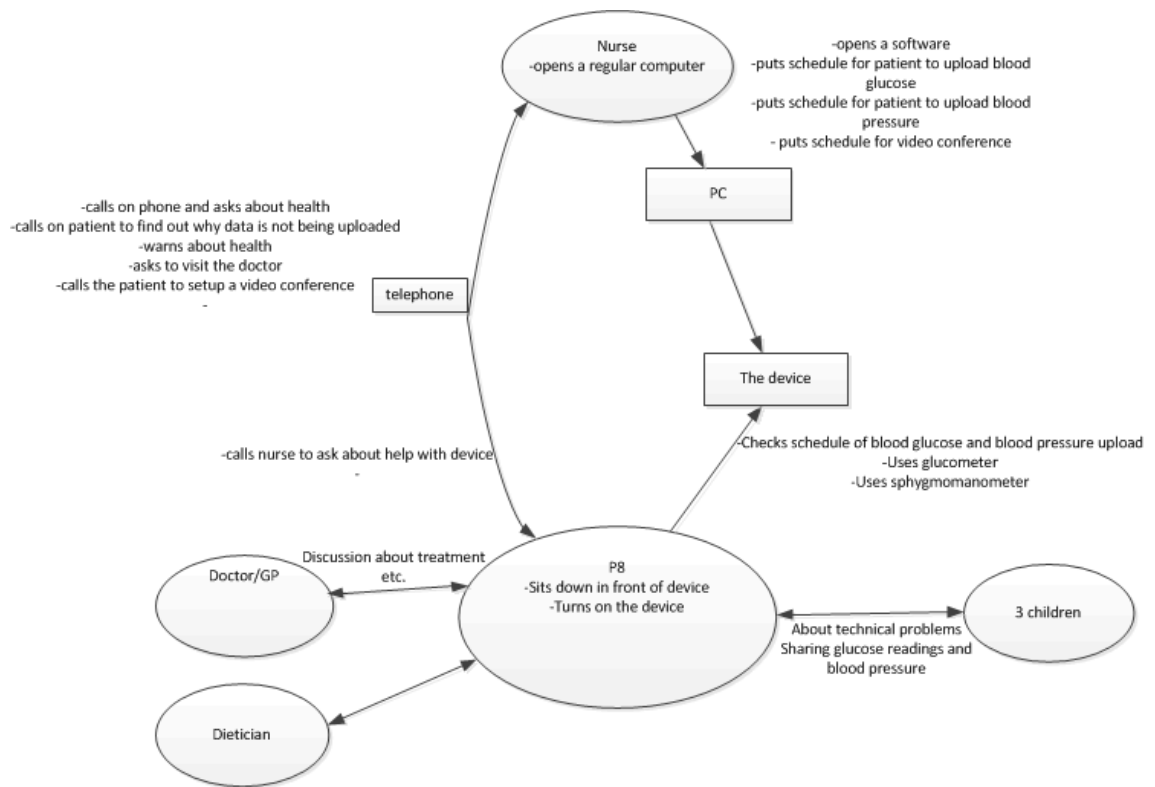 Nurse
-opens a regular computer
-opens a software
-puts schedule for patient to upload blood
glucose
-puts schedule for patient to upload blood
pressure
- puts schedule for video conference
PC
-calls on phone and asks about health
-calls on patient to find out why data is not being uploaded
-warns about health
-asks to visit the doctor
-calls the patient to setup a video conference
-
telephone
The device
-Checks schedule of blood glucose and blood pressure upload
-Uses glucometer
-Uses sphygmomanometer
-calls nurse to ask about help with device
-
Discussion about treatment
etc.
Doctor/GP
P8
-Sits down in front of device
-Turns on the device
3 children
About technical problems
Sharing glucose readings and
blood pressure
Dietician